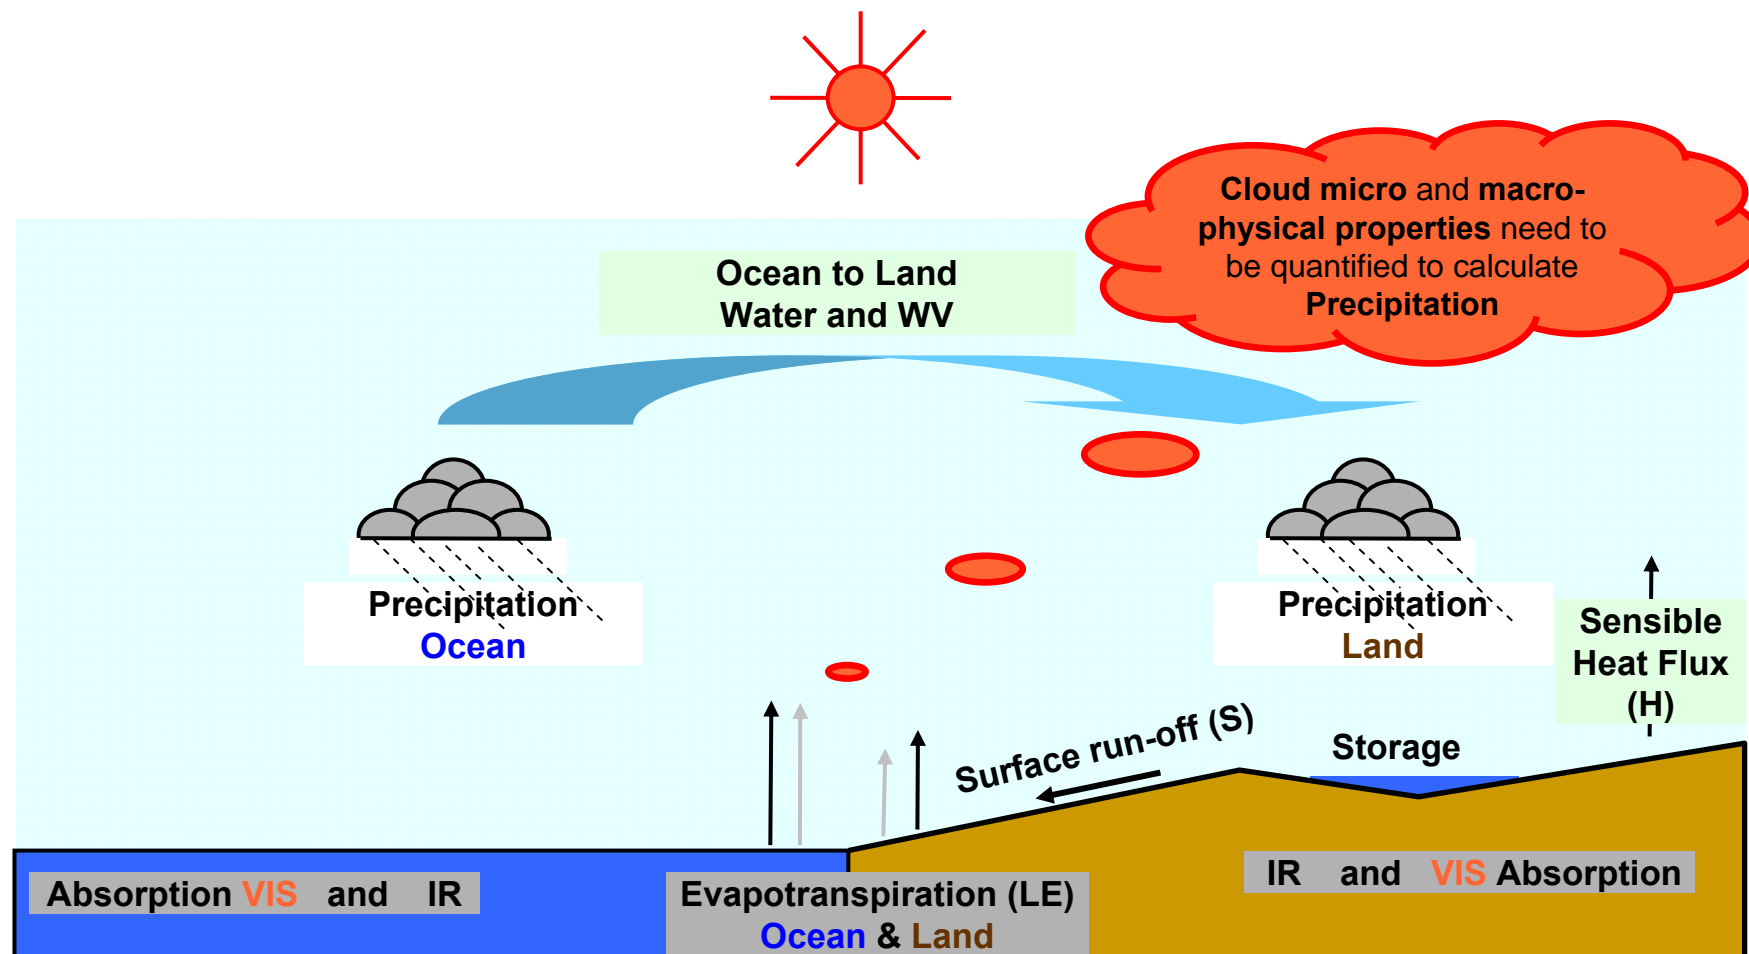 Cloud micro and macro-
physical properties need to
be quantified to calculate
Precipitation
Ocean to Land
Water and WV
Precipitation
Ocean
Precipitation
Land
Sensible
Heat Flux
(H)
Surface run-off (S)
Storage
Absorption VIS and IR
Evapotranspiration (LE)
Ocean & Land
IR and VIS Absorption